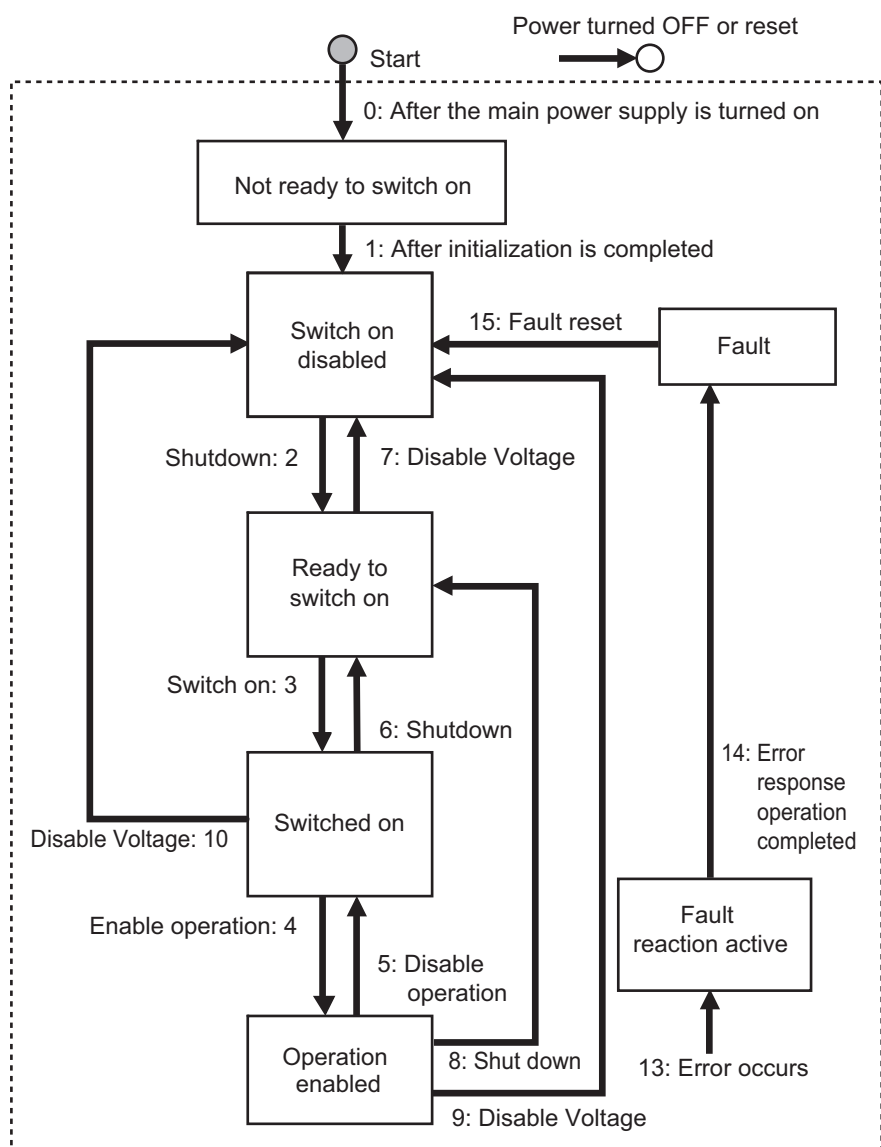 Power turned OFF or reset
Start
0: After the main power supply is turned on
Not ready to switch on
1: After initialization is completed
Switch on
disabled
15: Fault reset
Fault
Shutdown: 2
7: Disable Voltage
Ready to
switch on
Switch on: 3
6: Shutdown
14: Error
response
operation
completed
Switched on
Disable Voltage: 10
Enable operation: 4
5: Disable
operation
Fault
reaction active
Operation
enabled
8: Shut down
13: Error occurs
9: Disable Voltage